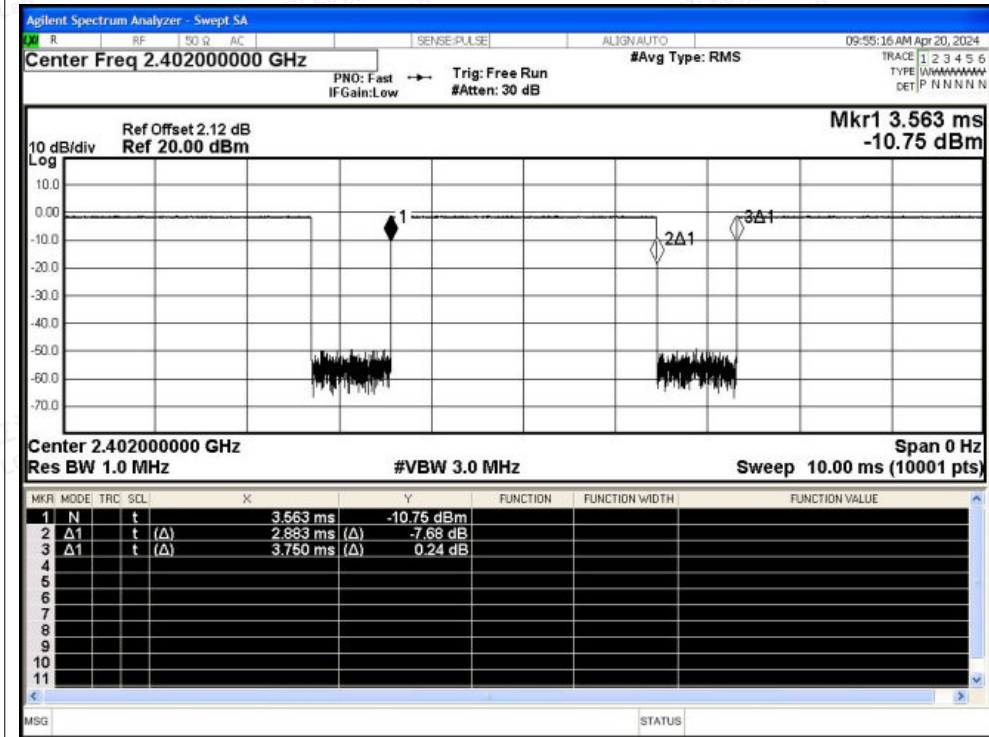 Agilent Spectrum Analyzer - Swept SA
LXI R RF 50 Ω AC SENSE:PULSE ALIGNAUTO 09:55:16 AM Apr 20, 2024
Center Freq 2.402000000 GHz #Avg Type: RMS TRACE 1 2 3 4 5 6
PNO: Fast Trig: Free Run TYPE
IFGain:Low #Atten: 30 dB DET P N N N N N
Mkr1 3.563 ms
Ref Offset 2.12 dB
10 dB/div Ref 20.00 dBm -10.75 dBm
Log
10.0
0.00
1
3Δ1
-10.0
2Δ1
-20.0
-30.0
-40.0
-50.0
-60.0
-70.0
Center 2.402000000 GHz Span 0 Hz
Res BW 1.0 MHz #VBW 3.0 MHz Sweep 10.00 ms (10001 pts)
MKR MODE TRC SCL X Y FUNCTION FUNCTION WIDTH FUNCTION VALUE
1 N t 3.563 ms -10.75 dBm
2 Δ1 t (Δ) 2.883 ms (Δ) -7.68 dB
3 Δ1 t (Δ) 3.750 ms (Δ) 0.24 dB
4
5
6
7
8
9
10
11
MSG STATUS